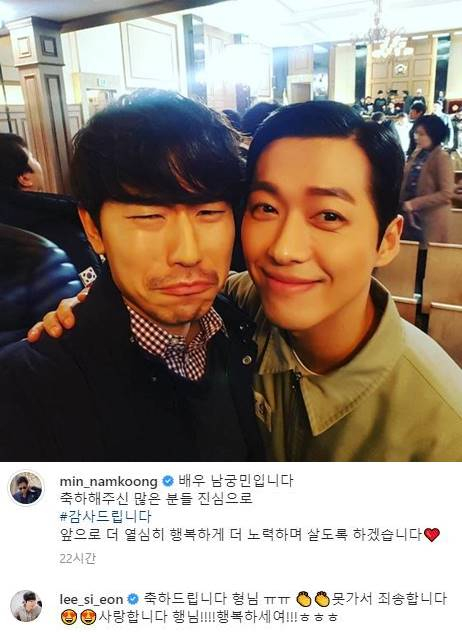 min_namkoong 배우 남궁민입니다
축하해주신 많은 분들 진심으로
#감사드립니다
앞으로 더 열심히 행복하게 더 노력하며 살도록 하겠습니다❤️
22시간
lee_si_eon 축하드립니다 형님 ㅠㅠ 👏👏못가서 죄송합니다
🤩🤩사랑합니다 행님!!!!행복하세여!!!ㅎㅎㅎ